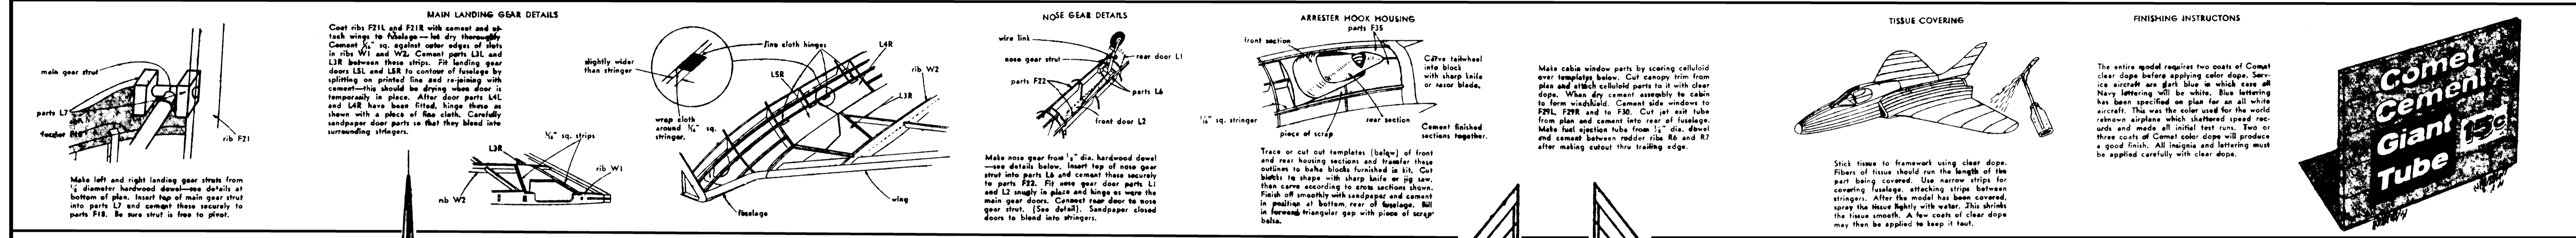 main gear strut
parts L7
rib F21
Make left and right landing gear struts from
diameter hardwood dowel—see details at
bottom of plan. Insert top of main gear strut
into parts L7 and cement these securely to
parts F18. Be sure strut is free to pivot.
MAIN LANDING GEAR DETAILS
Coat ribs F21L and F21R with cement and at-
tach wings to fuselage—let dry thoroughly
Cement 1/16" sq. against outer edges of slots
in ribs W1 and W2. Cement parts L3L and
L3R between these strips. Fit landing gear
doors L5L and L5R to contour of fuselage by
splitting on printed line and re-joining with
cement—this should be drying when door is
temporarily in place. After door parts L4L
and L4R have been fitted, hinge these as
shown with a piece of fine cloth. Carefully
sandpaper door parts so that they blend into
surrounding stringers.
1/16" sq. strips
L3R
rib W1
rib W2
slightly wider
than stringer
wrap cloth
around 1/16" sq.
stringer.
fine cloth hinges
L4R
L5R
rib W2
L3R
fuselage
wing
NOSE GEAR DETAILS
wire link
nose gear strut
rear door L1
parts F22
parts L6
front door L2
Make nose gear from 1/8" dia. hardwood dowel
—see details below. Insert top of nose gear
strut into parts L6 and cement these securely
to parts F22. Fit nose gear door parts L1
and L2 snugly in place and hinge as were the
main gear doors. Connect rear door to nose
gear strut. (See detail). Sandpaper closed
doors to blend into stringers.
ARRESTER HOOK HOUSING
parts F35
front section
1/16" sq. stringer
piece of scrap
rear section
Carve tailwheel
into block
with sharp knife
or razor blade.
Cement finished
sections together.
Trace or cut out templates (below) of front
and rear housing sections and transfer these
outlines to balsa blocks furnished in kit. Cut
blocks to shape with sharp knife or jig saw,
then carve according to cross sections shown.
Finish off smoothly with sandpaper and cement
in position at bottom, rear of fuselage. Fill
in forward triangular gap with piece of scrap
balsa.
Make cabin window parts by scoring celluloid
over templates below. Cut canopy trim from
plan and attach celluloid parts to it with clear
dope. When dry cement assembly to cabin
to form windshield. Cement side windows to
F29L, F29R and to F30. Cut jet exit tube
from plan and cement into rear of fuselage.
Make fuel ejection tube from 1/8" dia. dowel
and cement between rudder ribs R6 and R7
after making cutout thru trailing edge.
TISSUE COVERING
Stick tissue to framework using clear dope.
Fibers of tissue should run the length of the
part being covered. Use narrow strips for
covering fuselage, attaching strips between
stringers. After the model has been covered,
spray the tissue lightly with water. This shrinks
the tissue smooth. A few coats of clear dope
may then be applied to keep it taut.
FINISHING INSTRUCTONS
The entire model requires two coats of Comet
clear dope before applying color dope. Serv-
ice aircraft are dark blue in which case all
Navy lettering will be white. Blue lettering
has been specified on plan for an all white
aircraft. This was the color used for the world
reknown airplane which shattered speed rec-
ords and made all initial test runs. Two or
three coats of Comet color dope will produce
a good finish. All insignia and lettering must
be applied carefully with clear dope.
Comet
Cement
Giant 15¢
Tube